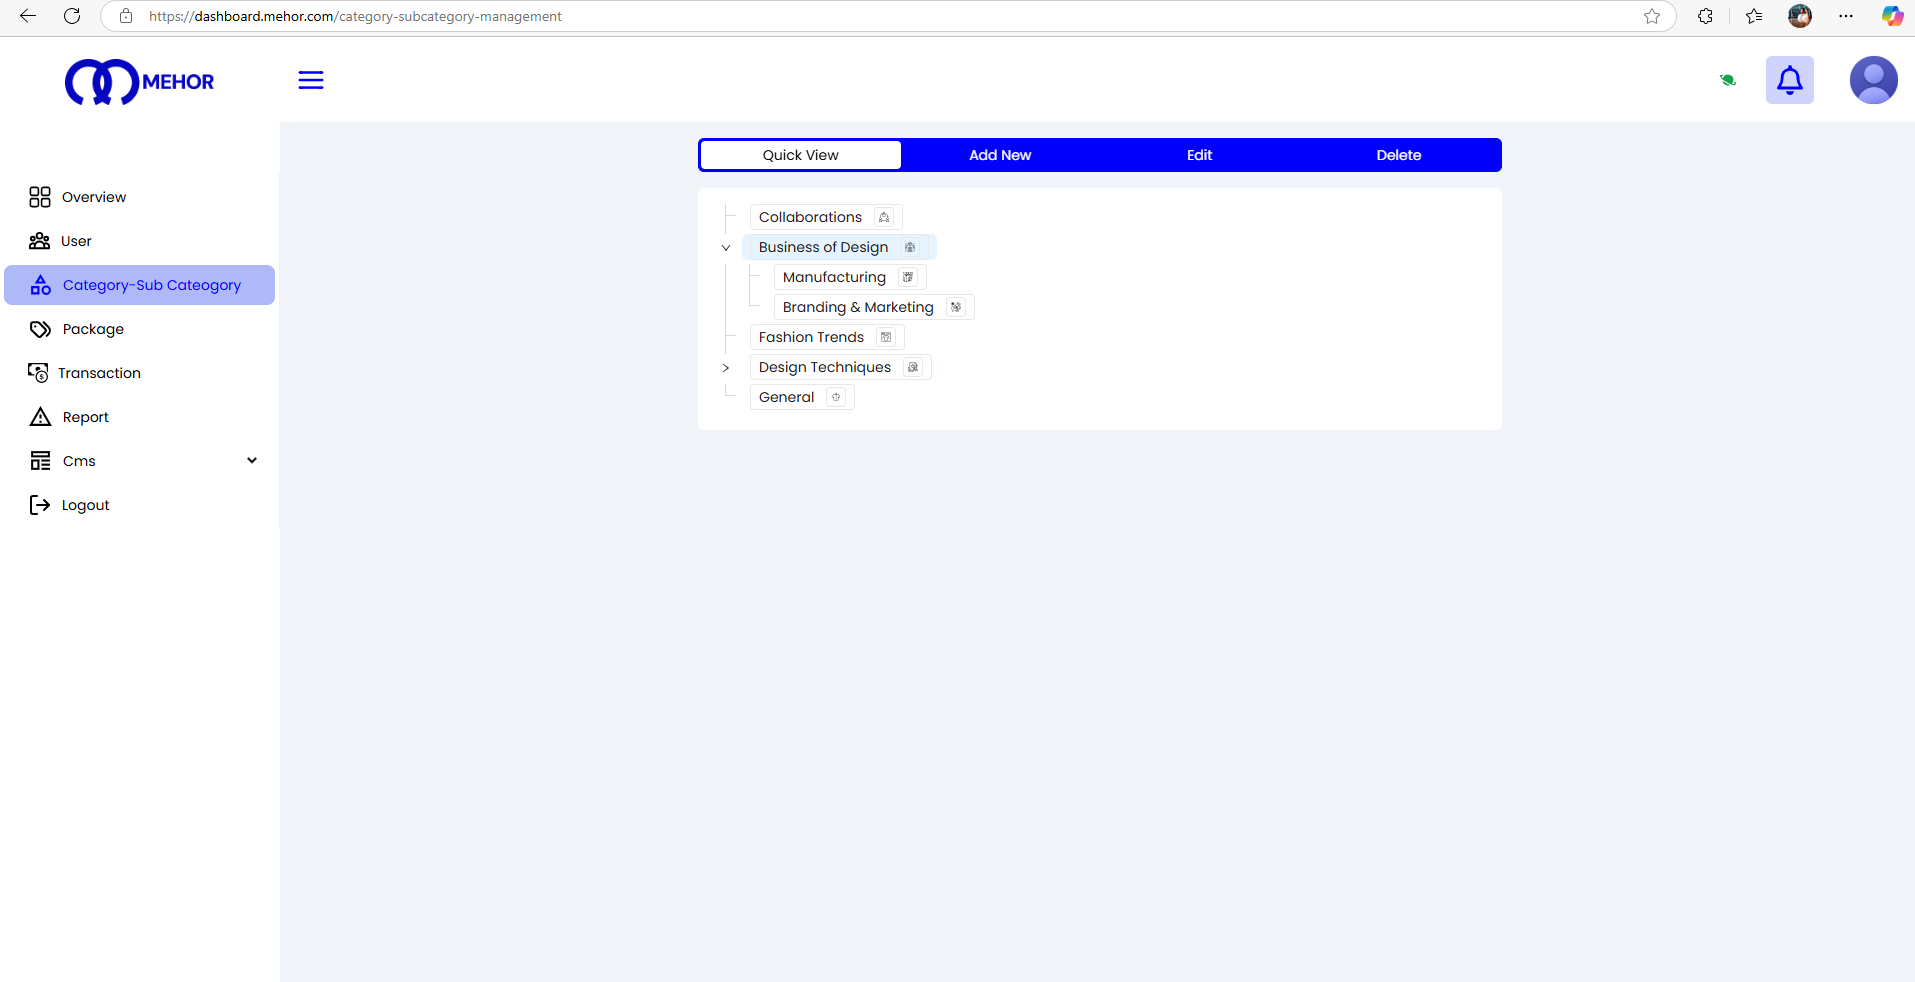 https://dashboard.mehor.com/category-subcategory-management
MEHOR
Quick View Add New Edit Delete
Overview
User
Category-Sub Cateogory
Package
Transaction
Report
Cms
Logout
Collaborations
Business of Design
Manufacturing
Branding & Marketing
Fashion Trends
Design Techniques
General